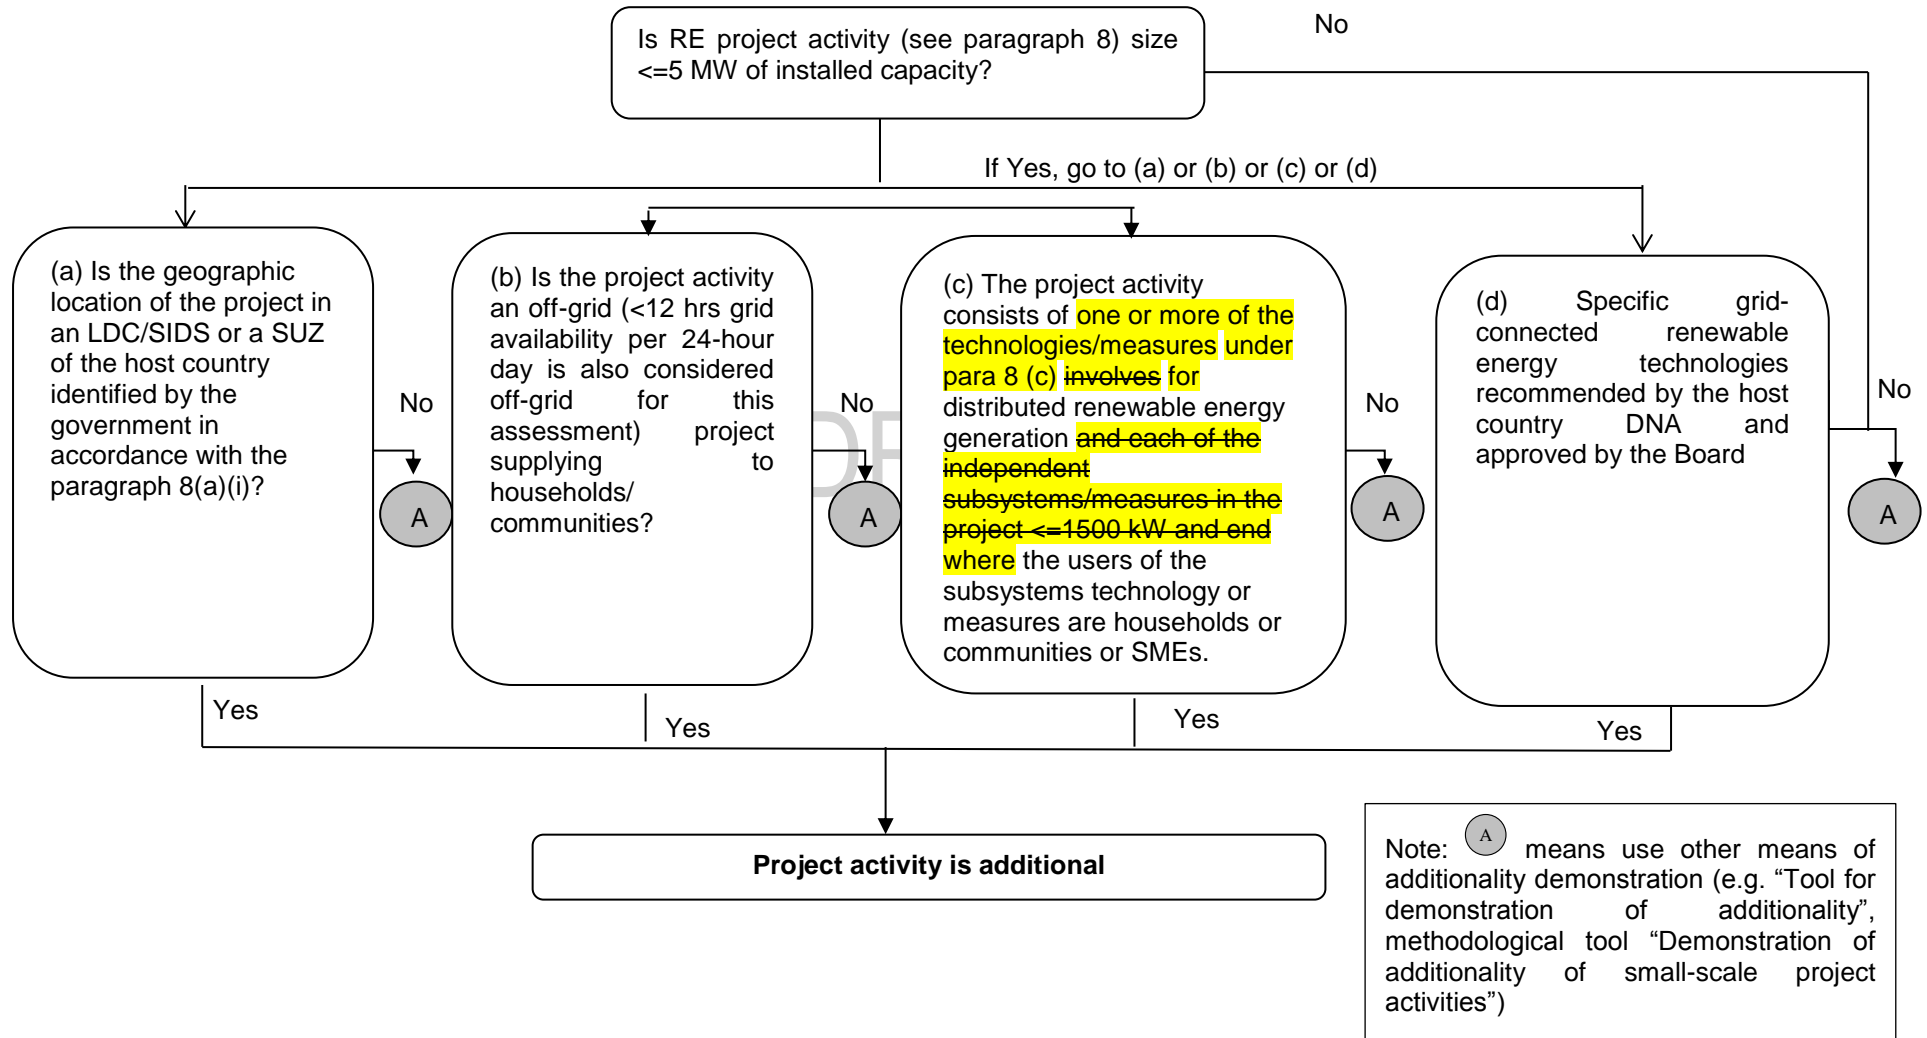 No
Is RE project activity (see paragraph 8) size
<=5 MW of installed capacity?
If Yes, go to (a) or (b) or (c) or (d)
(a) Is the geographic
location of the project in
an LDC/SIDS or a SUZ
of the host country
identified by the
government in
accordance with the
paragraph 8(a)(i)?
No
A
(b) Is the project activity
an off-grid (<12 hrs grid
availability per 24-hour
day is also considered
off-grid for this
assessment) project
supplying to
households/
communities?
No
A
(c) The project activity
consists of one or more of the
technologies/measures under
para 8 (c) involves for
distributed renewable energy
generation and each of the
independent
subsystems/measures in the
project <=1500 kW and end
where the users of the
subsystems technology or
measures are households or
communities or SMEs.
No
A
(d) Specific grid-
connected renewable
energy technologies
recommended by the host
country DNA and
approved by the Board
No
A
Yes
Yes
Yes
Yes
Project activity is additional
Note: A means use other means of
additionality demonstration (e.g. “Tool for
demonstration of additionality”,
methodological tool “Demonstration of
additionality of small-scale project
activities”)